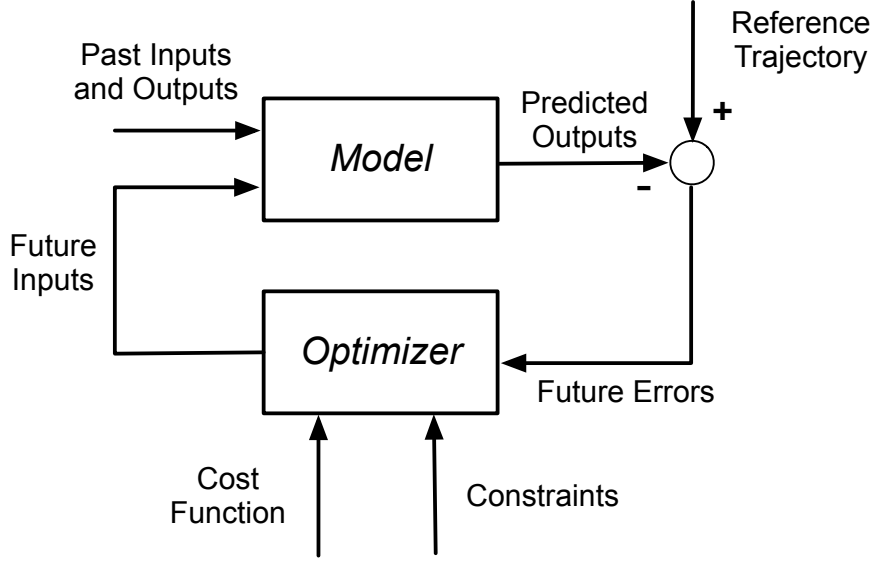 Past Inputs
and Outputs
Reference
Trajectory
Predicted
Outputs
+
-
Model
Future
Inputs
Optimizer
Future Errors
Cost
Function
Constraints